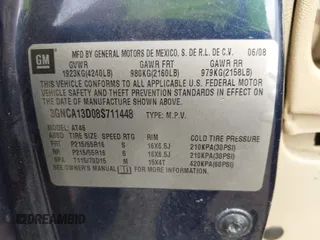 GM
MFD BY GENERAL MOTORS DE MEXICO, S. DE R.L. DE C.V. 06/08
GVWR GAWR FRT GAWR RR
1923KG(4240LB) 980KG(2160LB) 979KG(2158LB)
THIS VEHICLE CONFORMS TO ALL APPLICABLE U.S. FEDERAL MOTOR
VEHICLE SAFETY, BUMPER, AND THEFT PREVENTION STANDARDS IN
EFFECT ON THE DATE OF MANUFACTURE SHOWN ABOVE.
3GNCA13D08S711448 TYPE: M.P.V.
MODEL: AT48
TIRE SIZE SPEED RTG RIM COLD TIRE PRESSURE
FRT P215/55R16 S 16X6.5J 210KPA(30PSI)
RR P215/55R16 S 16X6.5J 210KPA(30PSI)
SPA T115/70D15 M 15X4T 420KPA(60PSI)
SEE OWNER'S MANUAL FOR ADDITIONAL INFORMATION.
DREAMBID